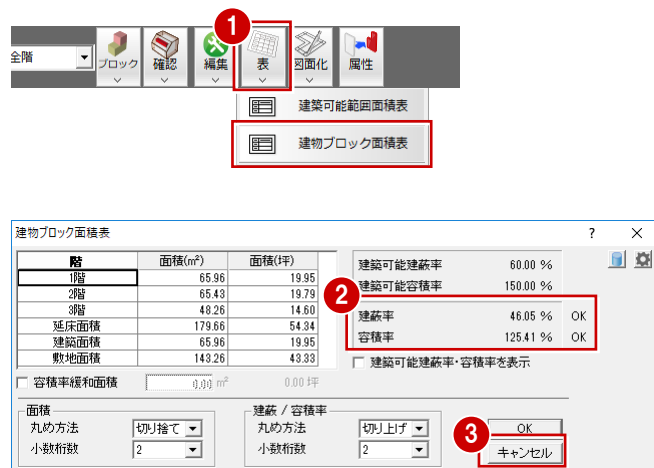 1
全階 ブロック 確認 編集 表 図面化 属性
建築可能範囲面積表
建物ブロック面積表
建物ブロック面積表 ? ×
階 面積(m²) 面積(坪)
1階 65.96 19.95
2階 65.43 19.79
3階 48.26 14.60
延床面積 179.66 54.34
建築面積 65.96 19.95
敷地面積 143.26 43.33
容積率緩和面積 0.00 m² 0.00 坪
建築可能建蔽率 60.00 %
建築可能容積率 150.00 %
2
建蔽率 46.05 % OK
容積率 125.41 % OK
建築可能建蔽率・容積率を表示
面積
丸め方法 切り捨て
小数桁数 2
建蔽 / 容積率
丸め方法 切り上げ
小数桁数 2
3
OK
キャンセル